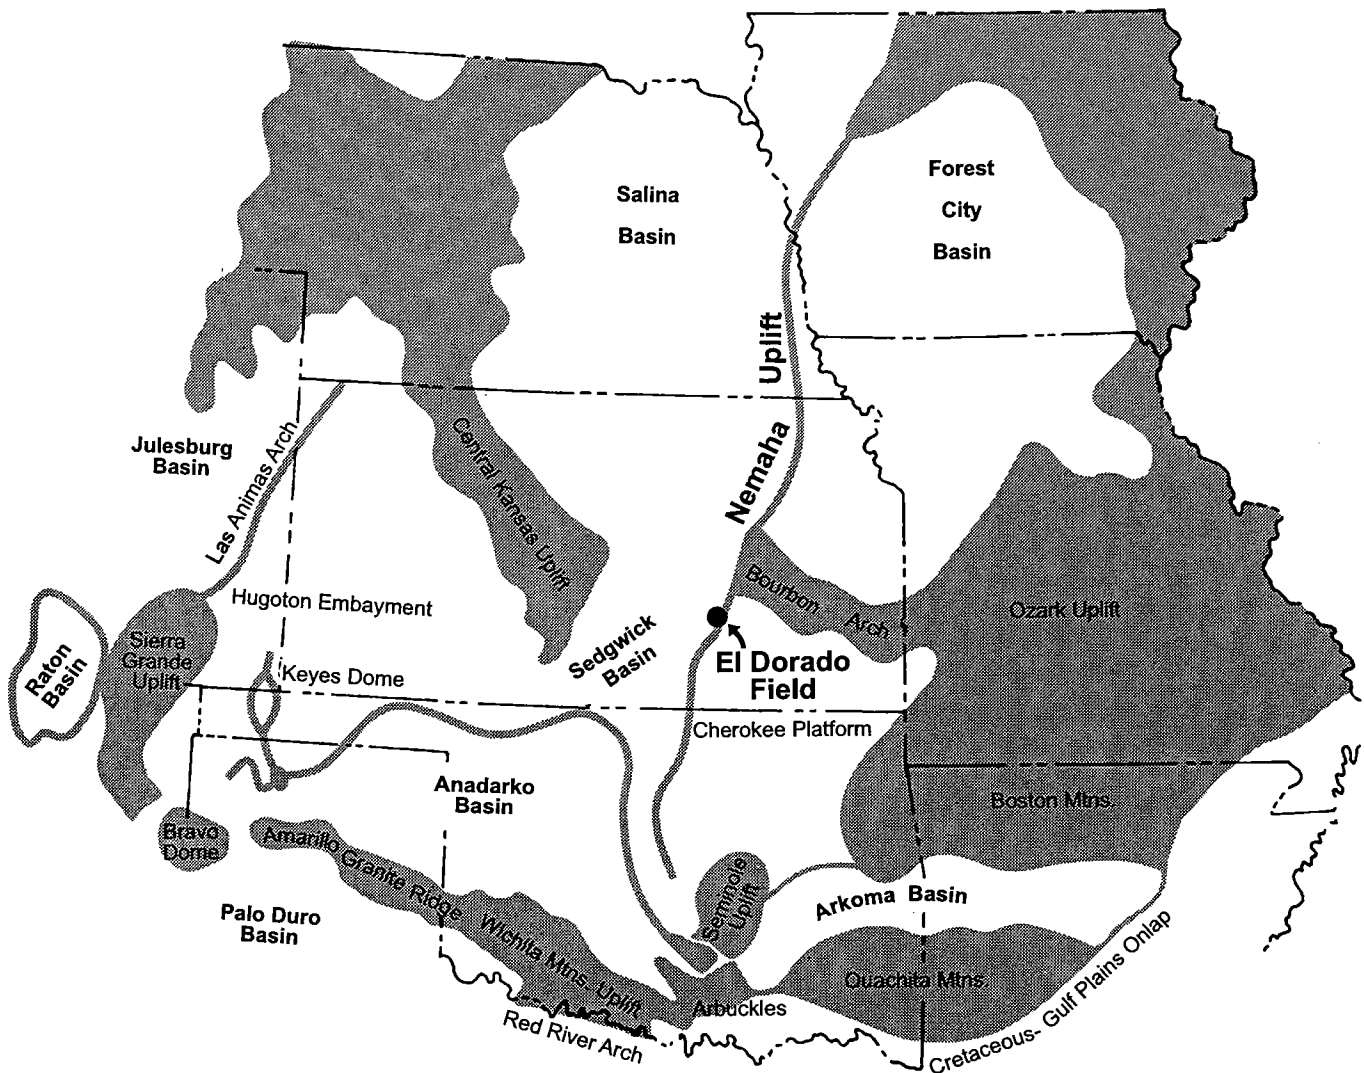 Forest
City
Basin
Salina
Basin
Nemaha Uplift
Julesburg
Basin
Las Animas Arch
Central Kansas Uplift
Hugoton Embayment
Bourbon Arch
Ozark Uplift
Raton
Basin
Sierra
Grande
Uplift
Keyes Dome
Sedgwick
Basin
El Dorado
Field
Cherokee Platform
Anadarko
Basin
Boston Mtns.
Bravo
Dome
Amarillo Granite Ridge
Wichita Mtns. Uplift
Seminole
Uplift
Arkoma Basin
Palo Duro
Basin
Ouachita Mtns.
Arbuckles
Red River Arch
Cretaceous- Gulf Plains Onlap